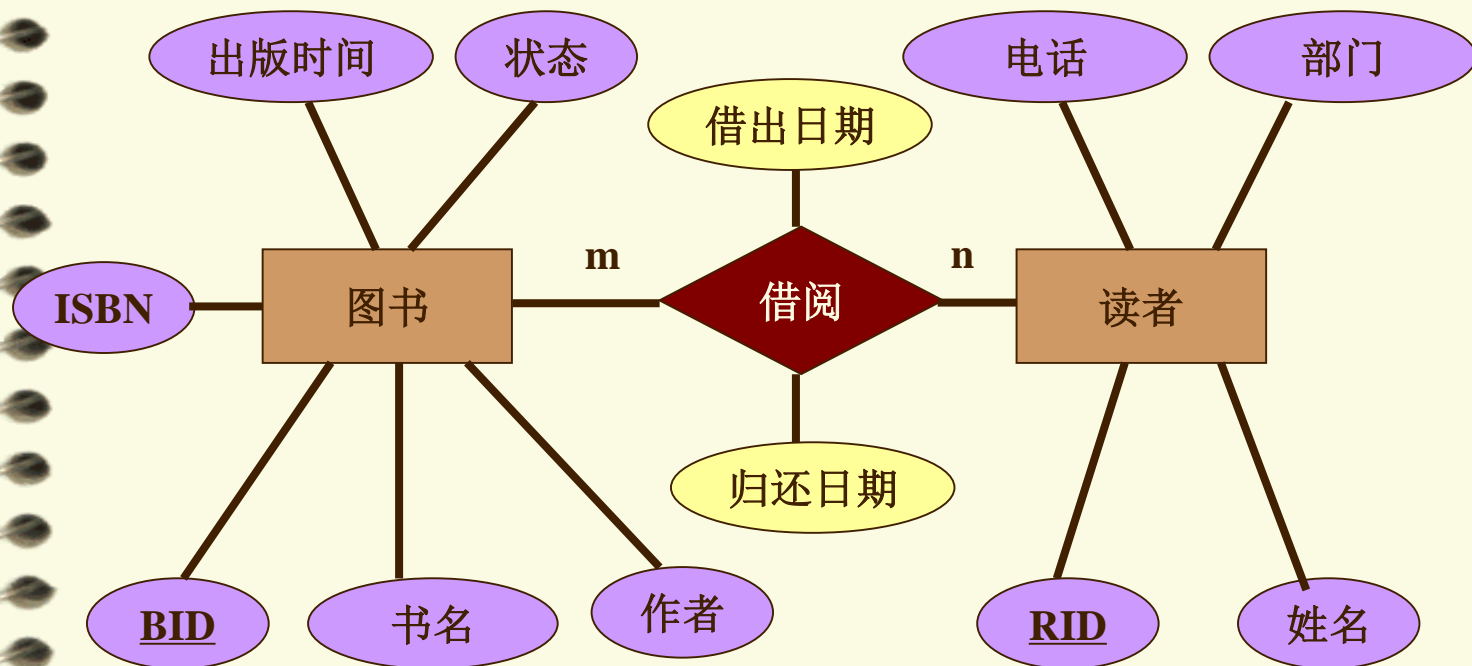 出版时间
状态
电话
部门
借出日期
m
n
ISBN
图书
借阅
读者
归还日期
BID
书名
作者
RID
姓名